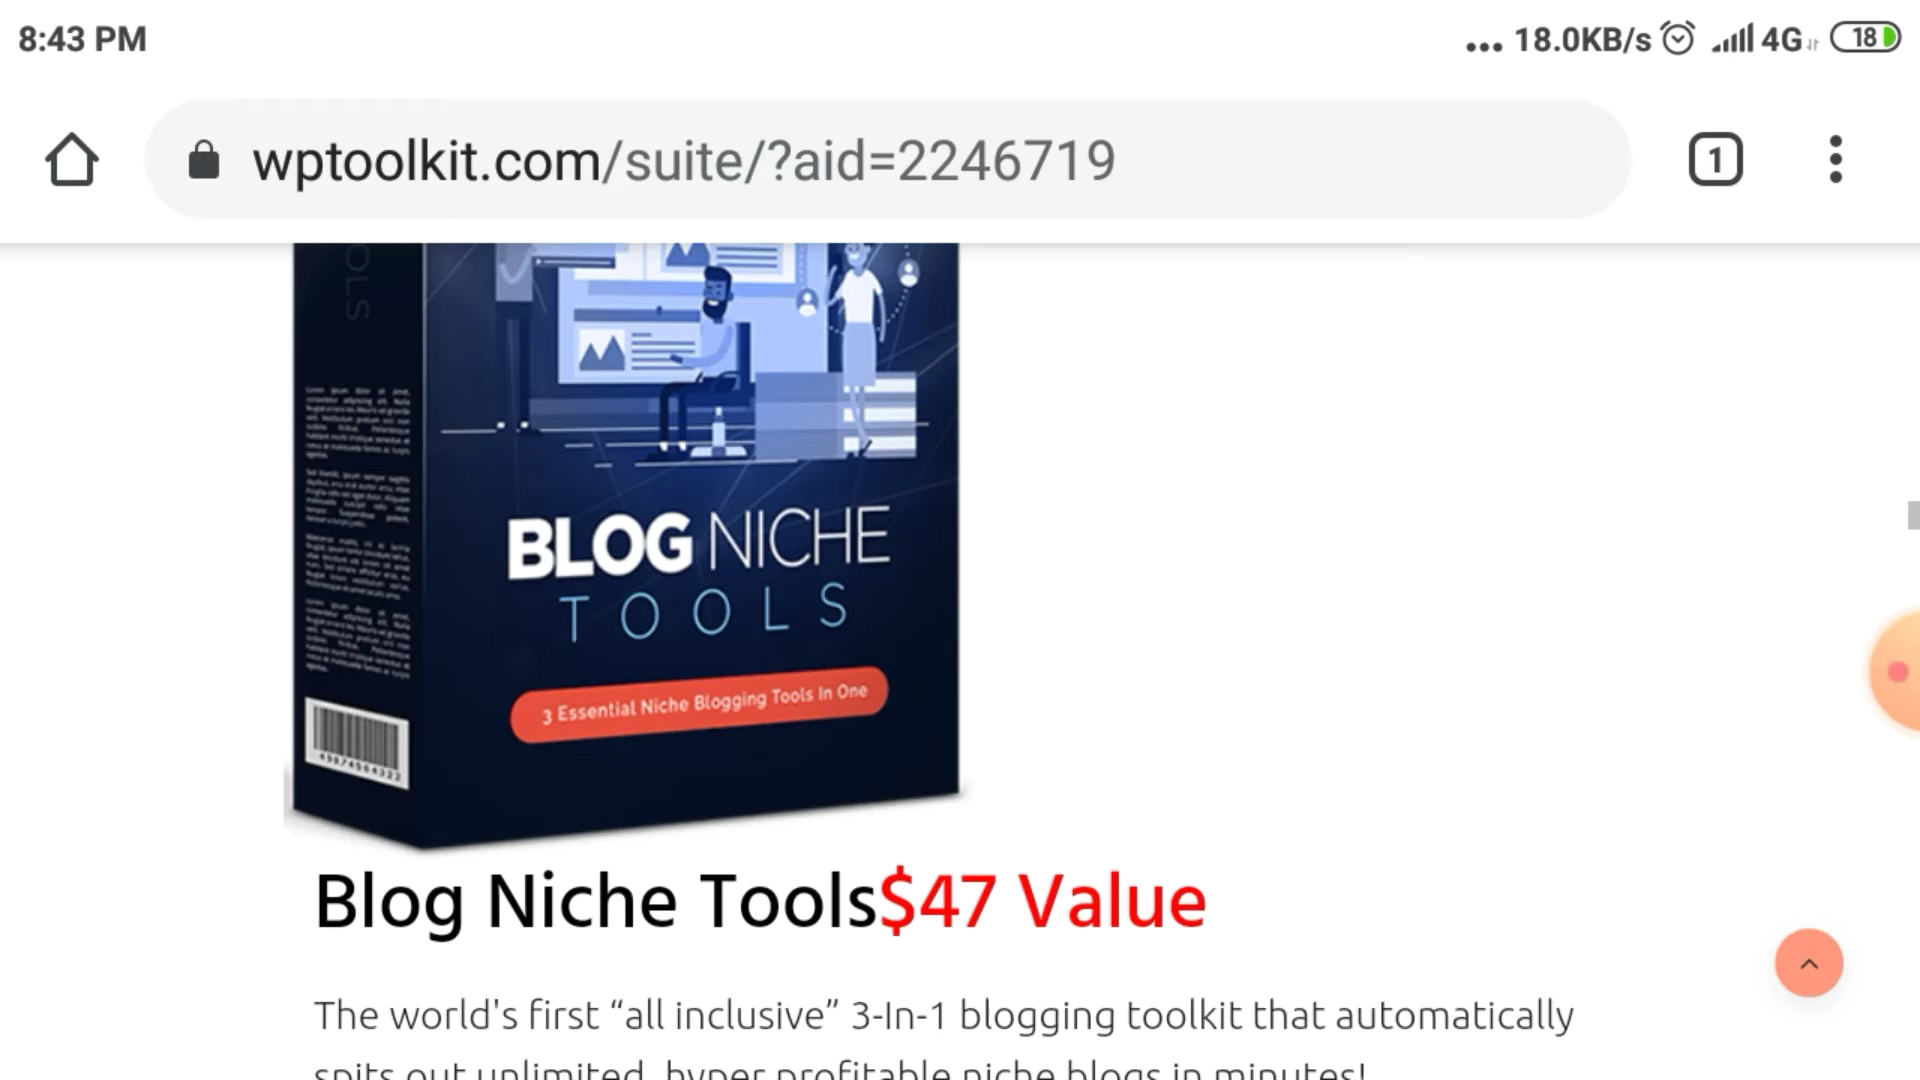 8:43 PM
... 18.0KB/s 4G 18
wptoolkit.com/suite/?aid=2246719
1
OLS
BLOG NICHE
TOOLS
3 Essential Niche Blogging Tools In One
Blog Niche Tools$47 Value
The world's first “all inclusive” 3-In-1 blogging toolkit that automatically
spits out unlimited, hyper profitable niche blogs in minutes!